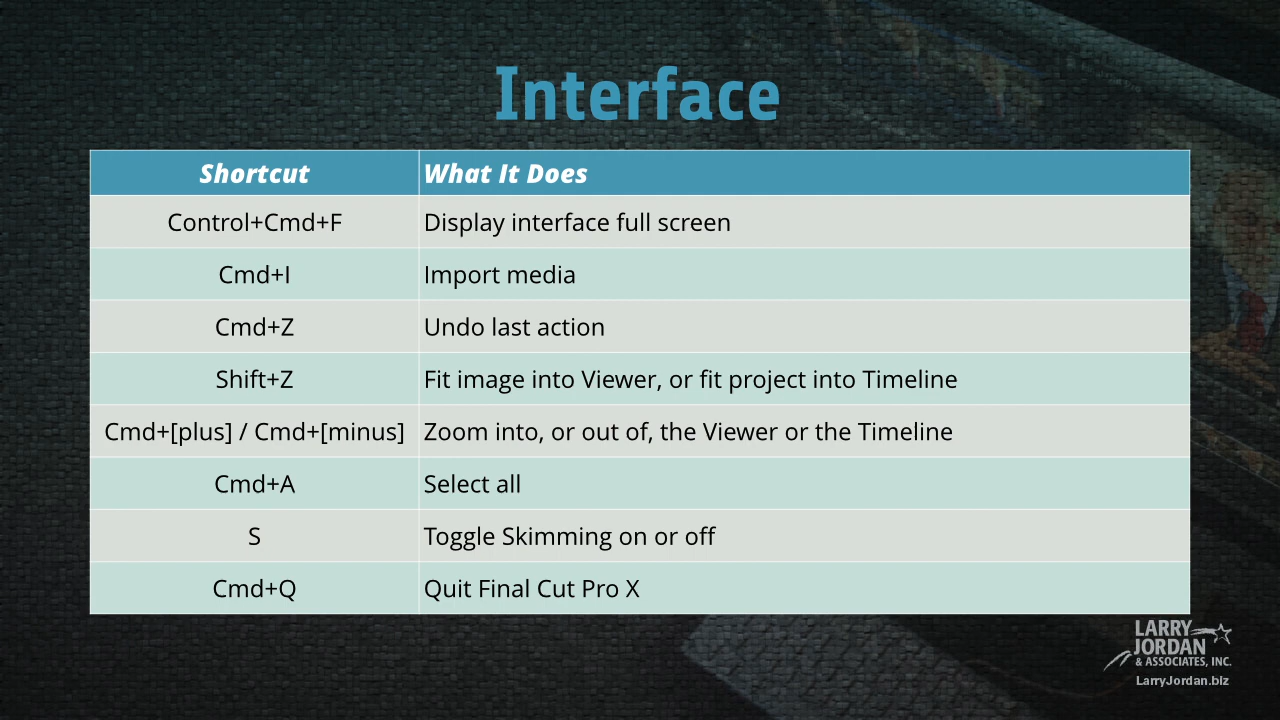 Interface
Shortcut What It Does
Control+Cmd+F Display interface full screen
Cmd+I Import media
Cmd+Z Undo last action
Shift+Z Fit image into Viewer, or fit project into Timeline
Cmd+[plus] / Cmd+[minus] Zoom into, or out of, the Viewer or the Timeline
Cmd+A Select all
S Toggle Skimming on or off
Cmd+Q Quit Final Cut Pro X
LARRY
JORDAN
& ASSOCIATES, INC.
LarryJordan.biz